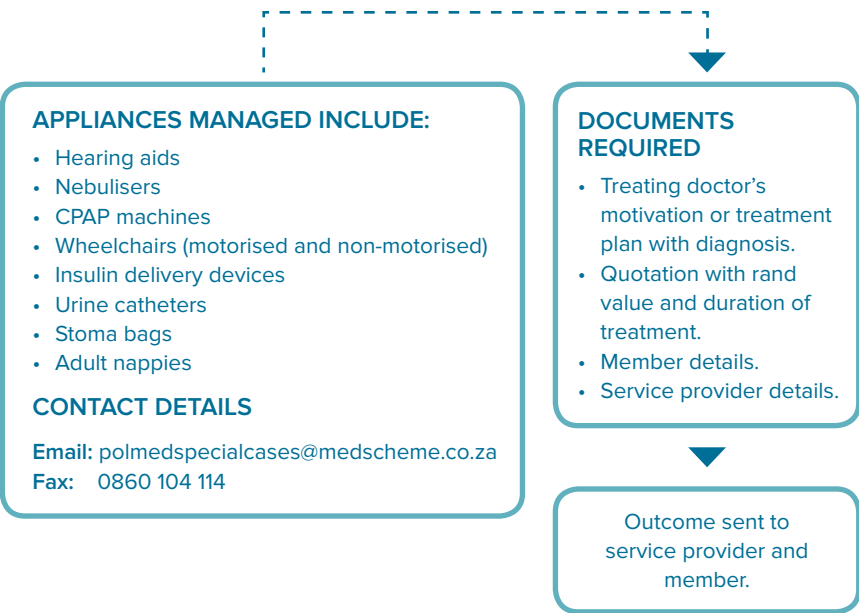 APPLIANCES MANAGED INCLUDE:
• Hearing aids
• Nebulisers
• CPAP machines
• Wheelchairs (motorised and non-motorised)
• Insulin delivery devices
• Urine catheters
• Stoma bags
• Adult nappies
CONTACT DETAILS
Email: polmedspecialcases@medscheme.co.za
Fax: 0860 104 114
DOCUMENTS
REQUIRED
• Treating doctor’s
motivation or treatment
plan with diagnosis.
• Quotation with rand
value and duration of
treatment.
• Member details.
• Service provider details.
Outcome sent to
service provider and
member.